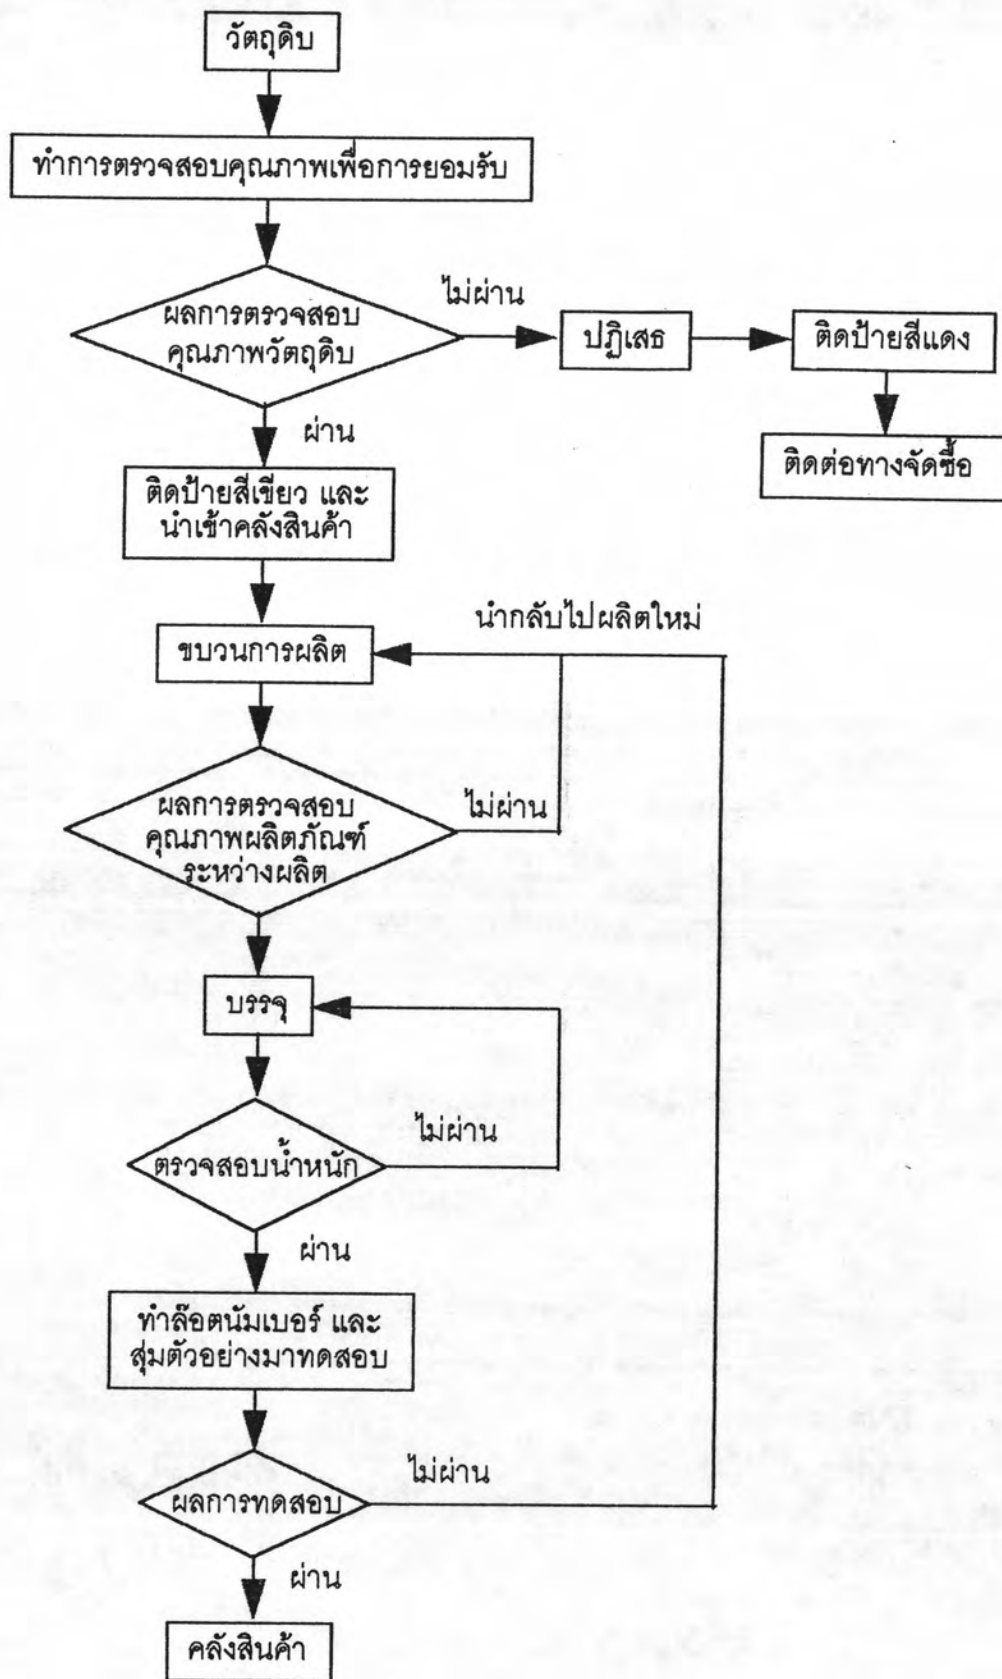 วัตถุดิบ
ทำการตรวจสอบคุณภาพเพื่อการยอมรับ
ผลการตรวจสอบ
คุณภาพวัตถุดิบ
ไม่ผ่าน
ปฏิเสธ
ติดป้ายสีแดง
ติดต่อทางจัดซื้อ
ผ่าน
ติดป้ายสีเขียว และ
นำเข้าคลังสินค้า
นำกลับไปผลิตใหม่
ขบวนการผลิต
ผลการตรวจสอบ
คุณภาพผลิตภัณฑ์
ระหว่างผลิต
ไม่ผ่าน
บรรจุ
ตรวจสอบน้ำหนัก
ไม่ผ่าน
ผ่าน
ทำล๊อตนัมเบอร์ และ
สุ่มตัวอย่างมาทดสอบ
ผลการทดสอบ
ไม่ผ่าน
ผ่าน
คลังสินค้า